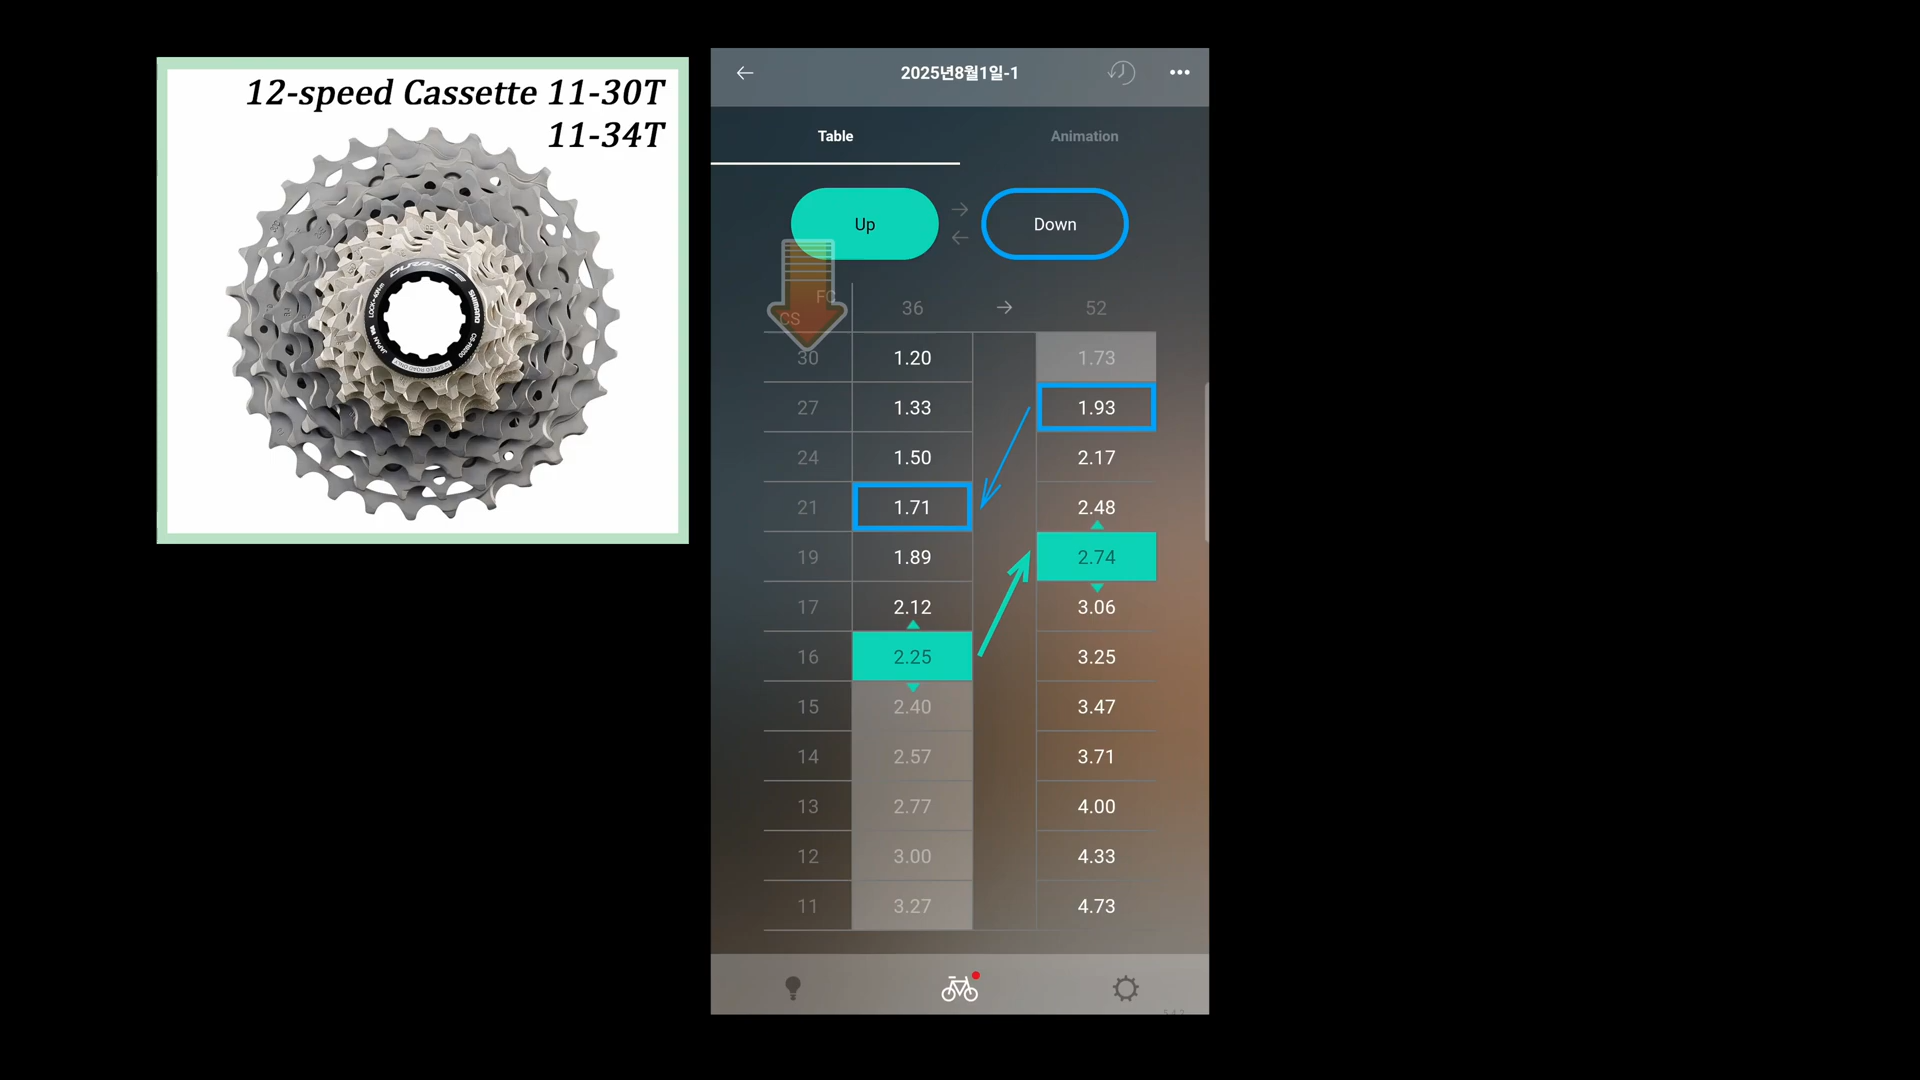 12-speed Cassette 11-30T
11-34T
DURA-ACE
SHIMANO
2025년8월1일-1
Table
Animation
Up
Down
FC
CS
36
52
30 1.20 1.73
27 1.33 1.93
24 1.50 2.17
21 1.71 2.48
19 1.89 2.74
17 2.12 3.06
16 2.25 3.25
15 2.40 3.47
14 2.57 3.71
13 2.77 4.00
12 3.00 4.33
11 3.27 4.73